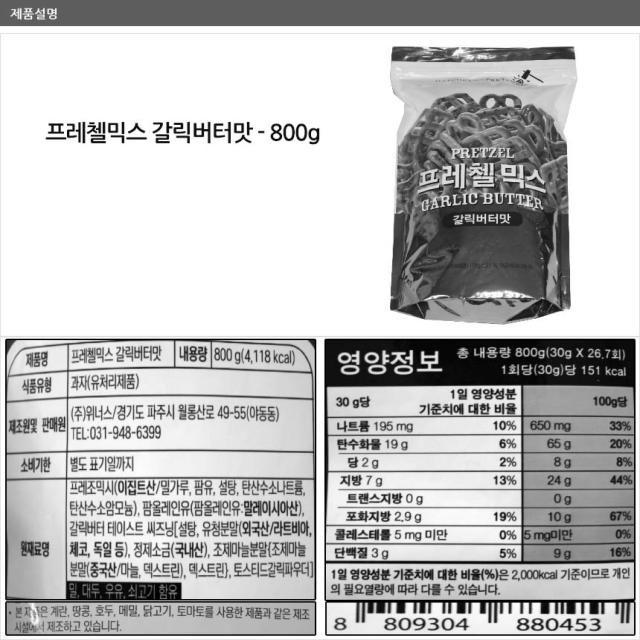 제품설명
프레첼믹스 갈릭버터맛 - 800g
PRETZEL
프레첼 믹스
GARLIC BUTTER
갈릭버터맛
제품명 프레첼믹스 갈릭버터맛 내용량 800 g(4,118 kcal)
식품유형 과자(유처리제품)
제조원및 판매원 (주)위너스/경기도 파주시 월롱산로 49-55(야동동)
TEL:031-948-6399
소비기한 별도 표기일까지
원재료명 프레즈믹시(이집트산/밀가루, 팜유, 설탕, 탄산수소나트륨,
탄산수소암모늄), 팜올레인유(팜올레인유:말레이시아산),
갈릭버터 테이스트 씨즈닝[설탕, 유청분말(외국산/라트비아,
체코, 독일 등), 정제소금(국내산), 조제마늘분말{조제마늘
분말(중국산/마늘, 덱스트린), 덱스트린}, 토스티드갈릭파우더]
밀, 대두, 우유, 쇠고기 함유
• 본 제품은 계란, 땅콩, 호두, 메밀, 닭고기, 토마토를 사용한 제품과 같은 제조
시설에서 제조하고 있습니다.
영양정보 총 내용량 800g(30g X 26.7회)
1회당(30g)당 151 kcal
30 g당 1일 영양성분 기준치에 대한 비율 100g당
나트륨 195 mg 10% 650 mg 33%
탄수화물 19 g 6% 65 g 20%
당 2 g 2% 8 g 8%
지방 7 g 13% 24 g 44%
트랜스지방 0 g 0 g
포화지방 2.9 g 19% 10 g 67%
콜레스테롤 5 mg 미만 0% 5 mg미만 0%
단백질 3 g 5% 9 g 16%
1일 영양성분 기준치에 대한 비율(%)은 2,000kcal 기준이므로 개인
의 필요열량에 따라 다를 수 있습니다.
8 809304 880453